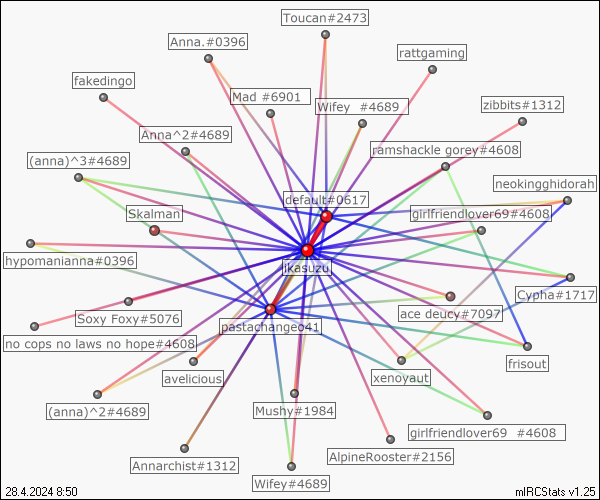 Toucan#2473
Anna.#0396
rattgaming
fakedingo
Mad #6901
Wifey  #4689
zibbits#1312
Anna^2#4689
ramshackle gorey#4608
(anna)^3#4689
neokingghidorah
default#0617
Skalman
girlfriendlover69#4608
hypomanianna#0396
jikasuzu
Cypha#1717
Soxy Foxy#5076
ace deucy#7097
pastachangeo41
no cops no laws no hope#4608
frisout
avelicious
xenoyaut
(anna)^2#4689
Mushy#1984
girlfriendlover69  #4608
AlpineRooster#2156
Annarchist#1312
Wifey#4689
28.4.2024 8:50
mIRCStats v1.25